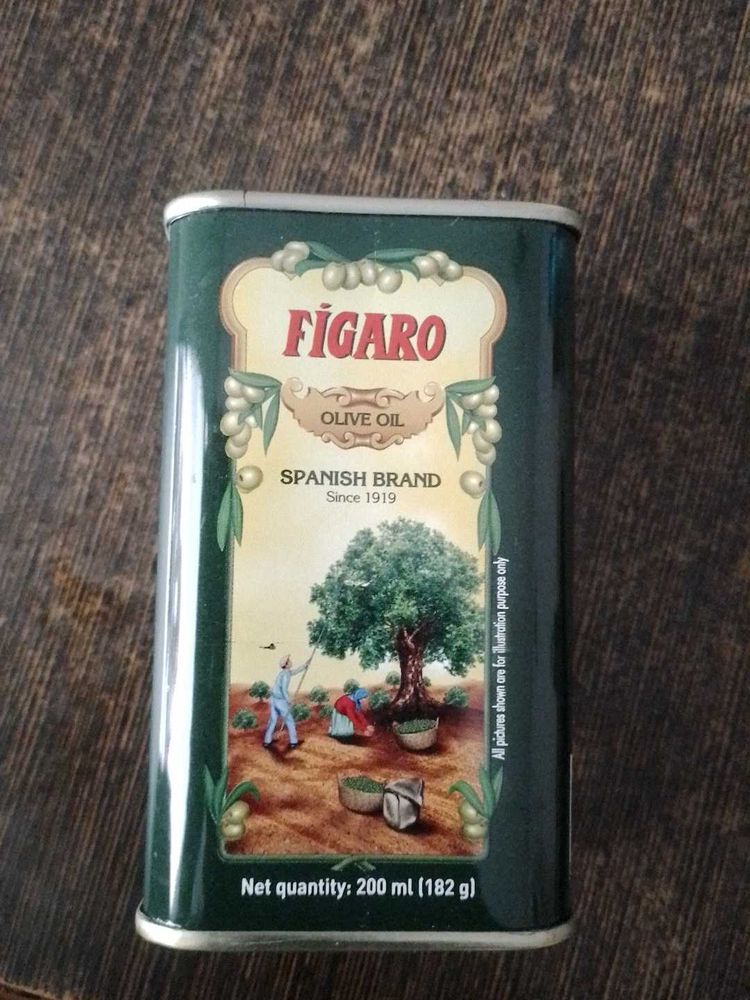 FÍGARO
OLIVE OIL
SPANISH BRAND
Since 1919
All pictures shown are for illustration purpose only
Net quantity: 200 ml (182 g)